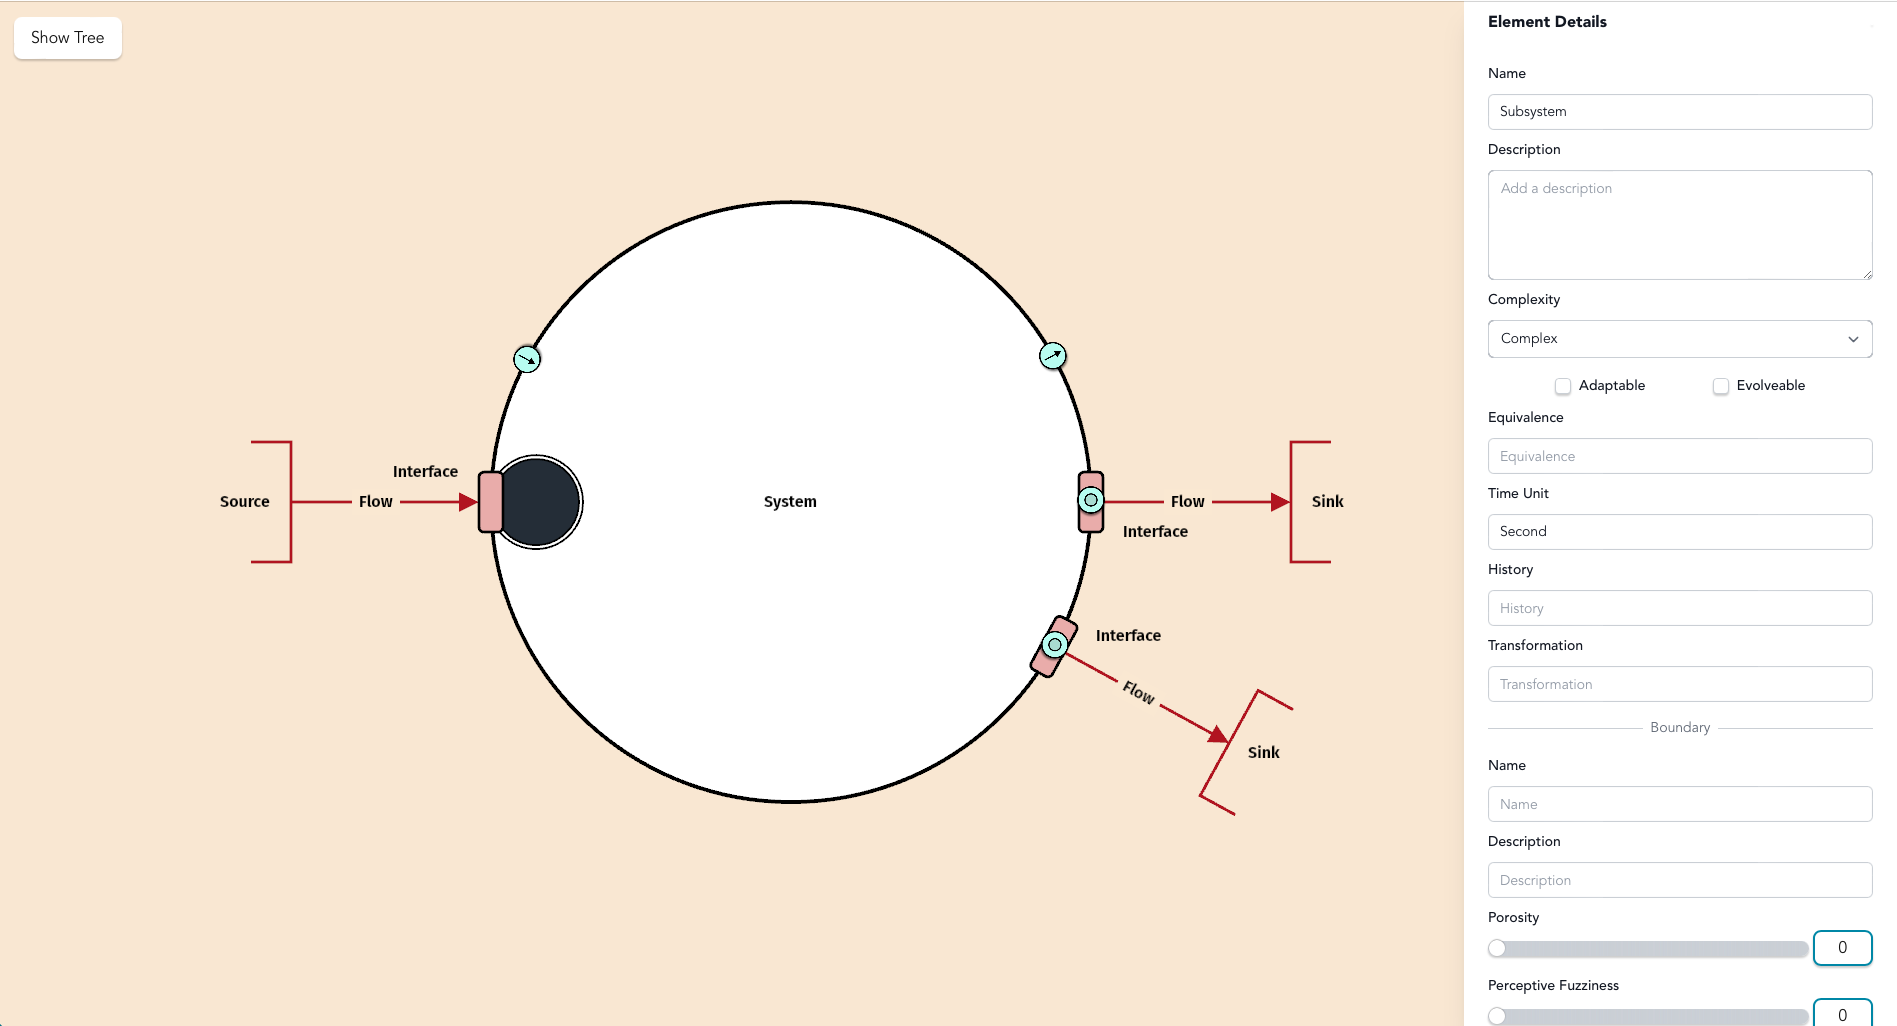 Show Tree
Interface
Source
Flow
System
Flow
Sink
Interface
Interface
Flow
Sink
Element Details
Name
Subsystem
Description
Add a description
Complexity
Complex
Adaptable
Evolveable
Equivalence
Equivalence
Time Unit
Second
History
History
Transformation
Transformation
Boundary
Name
Name
Description
Description
Porosity
0
Perceptive Fuzziness
0